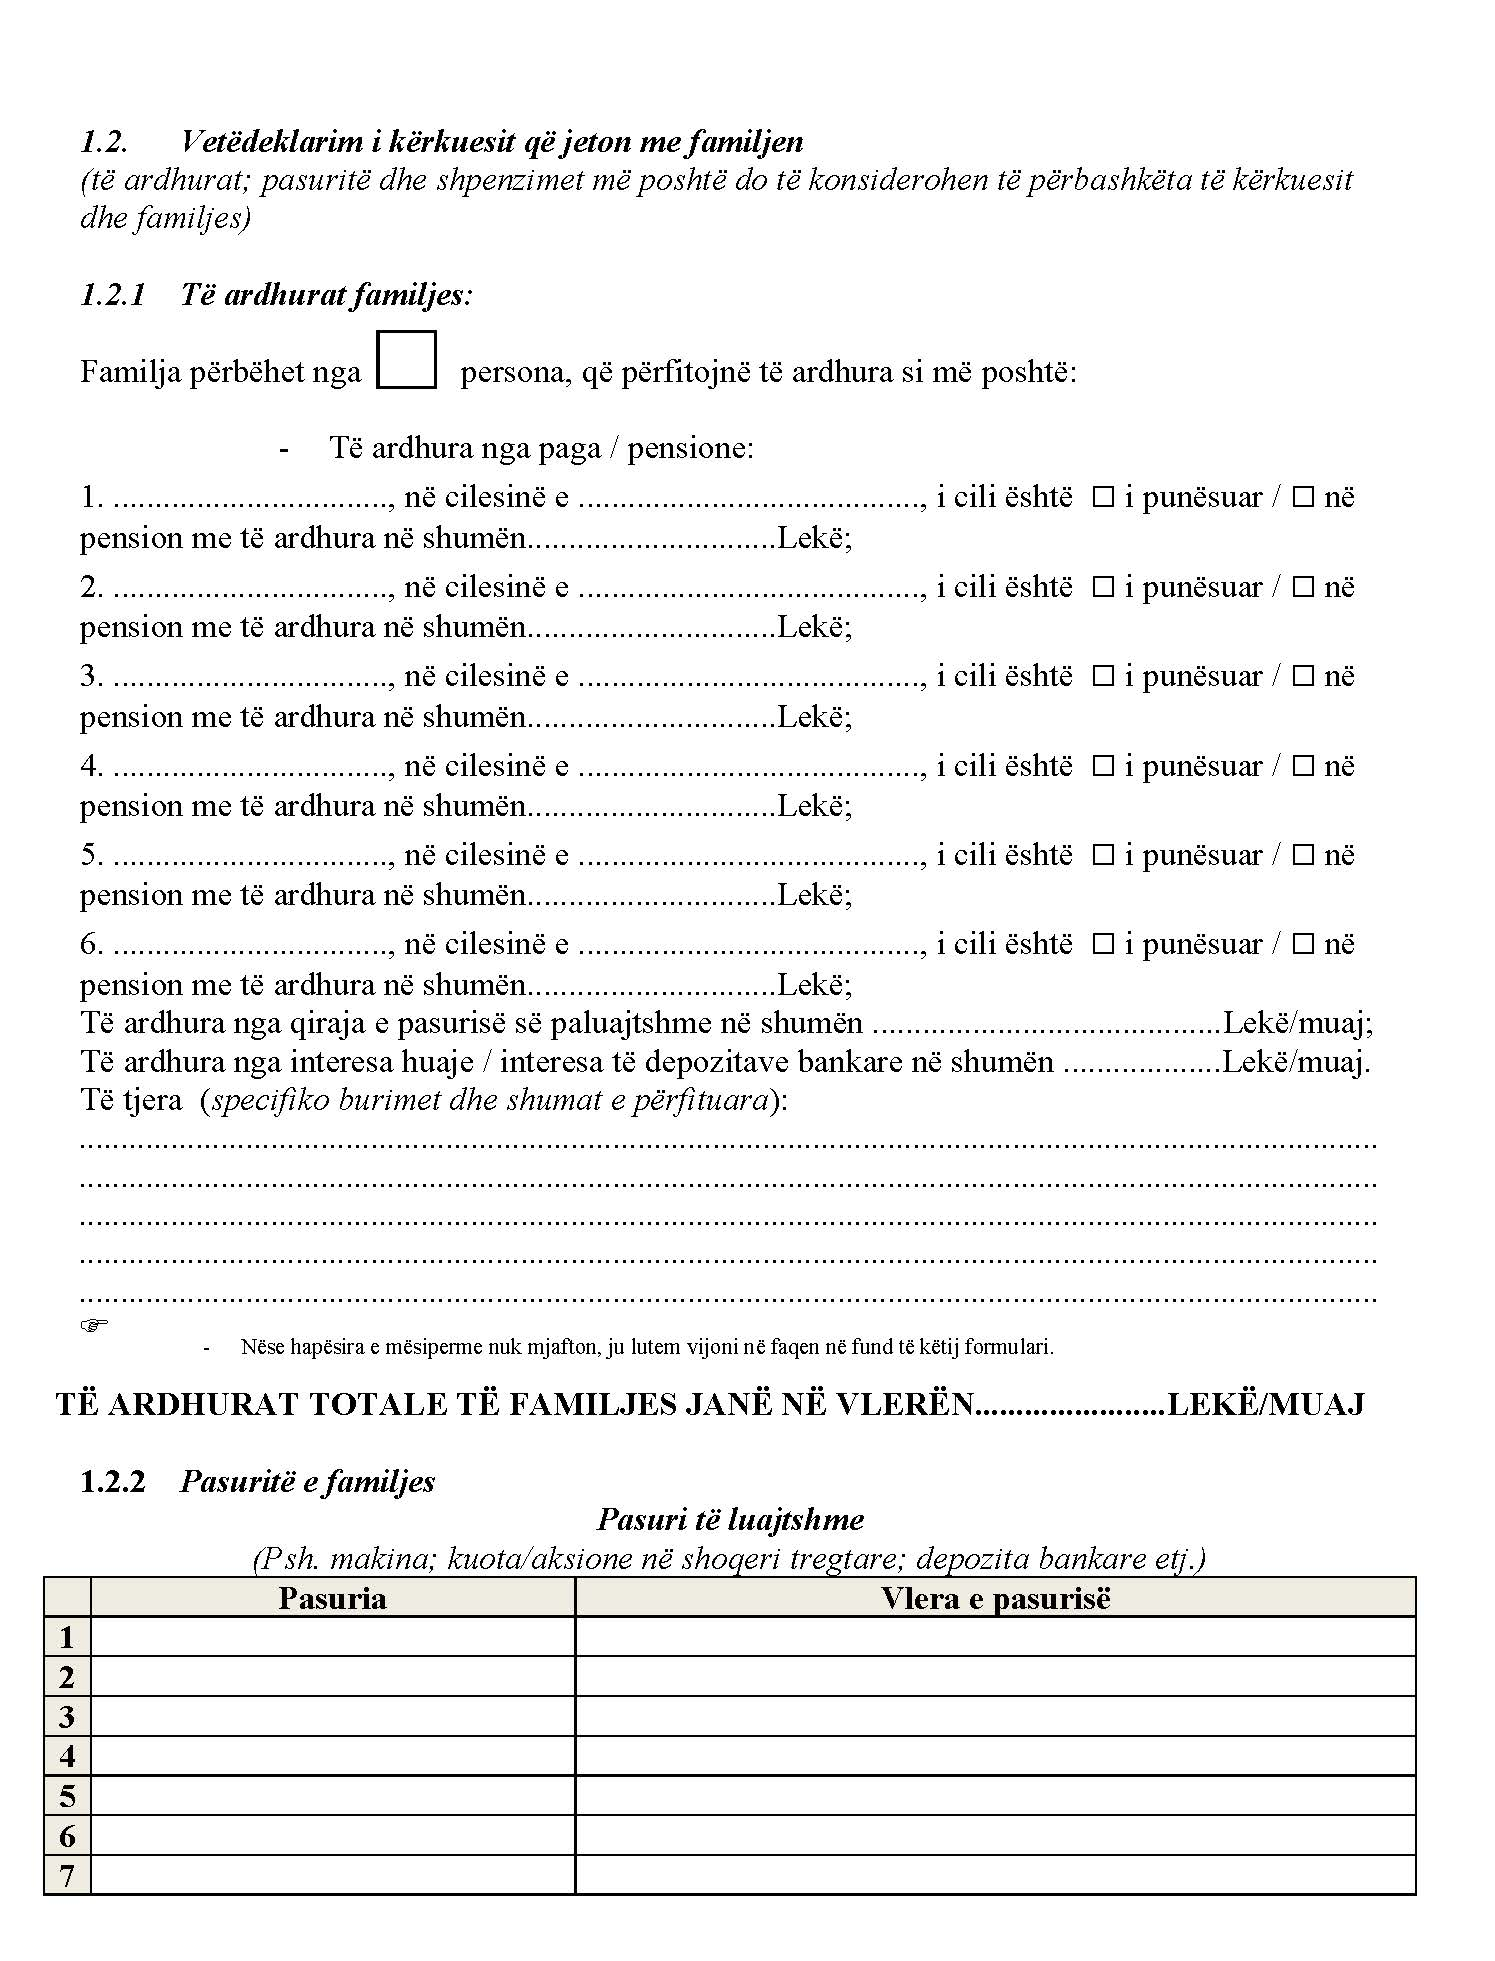 1.2. Vetëdeklarim i kërkuesit që jeton me familjen
(të ardhurat; pasuritë dhe shpenzimet më poshtë do të konsiderohen të përbashkëta të kërkuesit
dhe familjes)
1.2.1 Të ardhurat familjes:
Familja përbëhet nga persona, që përfitojnë të ardhura si më poshtë:
- Të ardhura nga paga / pensione:
1. ................................., në cilesinë e ........................................., i cili është ☐ i punësuar / ☐ në
pension me të ardhura në shumën..............................Lekë;
2. ................................., në cilesinë e ........................................., i cili është ☐ i punësuar / ☐ në
pension me të ardhura në shumën..............................Lekë;
3. ................................., në cilesinë e ........................................., i cili është ☐ i punësuar / ☐ në
pension me të ardhura në shumën..............................Lekë;
4. ................................., në cilesinë e ........................................., i cili është ☐ i punësuar / ☐ në
pension me të ardhura në shumën..............................Lekë;
5. ................................., në cilesinë e ........................................., i cili është ☐ i punësuar / ☐ në
pension me të ardhura në shumën..............................Lekë;
6. ................................., në cilesinë e ........................................., i cili është ☐ i punësuar / ☐ në
pension me të ardhura në shumën..............................Lekë;
Të ardhura nga qiraja e pasurisë së paluajtshme në shumën ..........................................Lekë/muaj;
Të ardhura nga interesa huaje / interesa të depozitave bankare në shumën ...................Lekë/muaj.
Të tjera (specifiko burimet dhe shumat e përfituara):
............................................................................................................................................................
............................................................................................................................................................
............................................................................................................................................................
............................................................................................................................................................
............................................................................................................................................................
☞
- Nëse hapësira e mësiperme nuk mjafton, ju lutem vijoni në faqen në fund të këtij formulari.
TË ARDHURAT TOTALE TË FAMILJES JANË NË VLERËN.......................LEKË/MUAJ
1.2.2 Pasuritë e familjes
Pasuri të luajtshme
(Psh. makina; kuota/aksione në shoqeri tregtare; depozita bankare etj.)
Pasuria Vlera e pasurisë
1
2
3
4
5
6
7